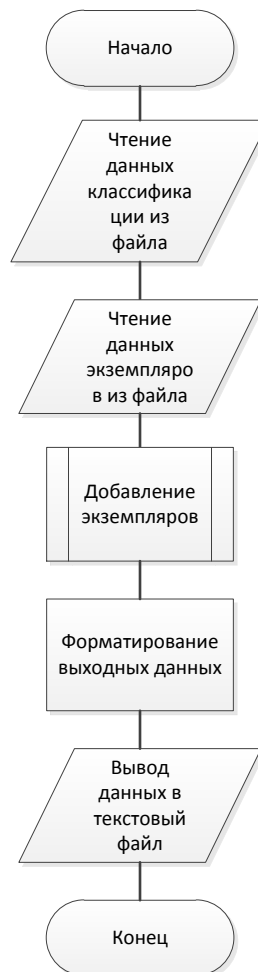 Начало
Чтение
данных
классифика
ции из
файла
Чтение
данных
экземпляро
в из файла
Добавление
экземпляров
Форматирование
выходных данных
Вывод
данных в
текстовый
файл
Конец